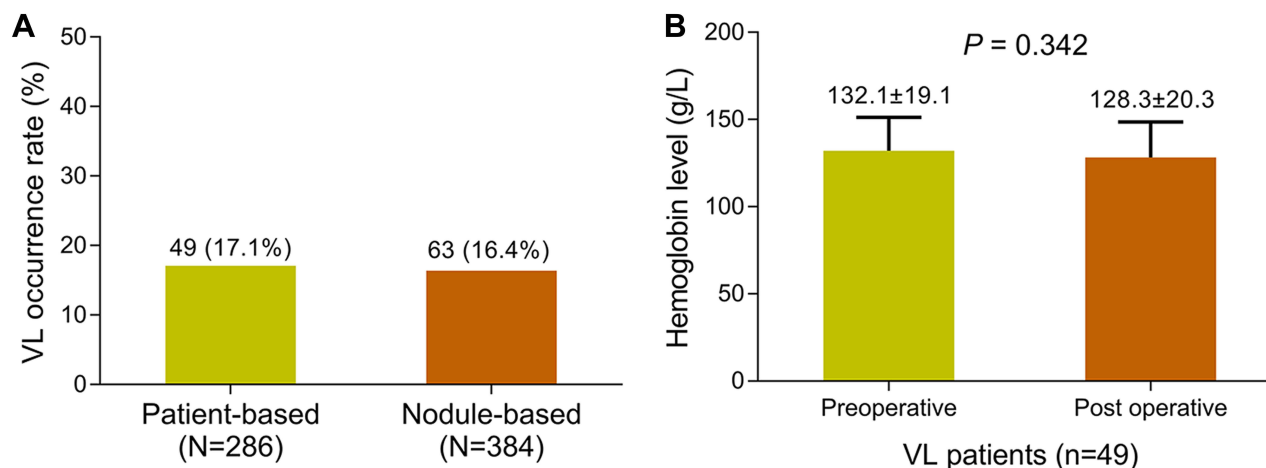 A
VL occurrence rate (%)
50
40
30
20
10
0
49 (17.1%)
63 (16.4%)
Patient-based
(N=286)
Nodule-based
(N=384)
B
Hemoglobin level (g/L)
200
150
100
50
0
P = 0.342
132.1±19.1
128.3±20.3
Preoperative
Post operative
VL patients (n=49)